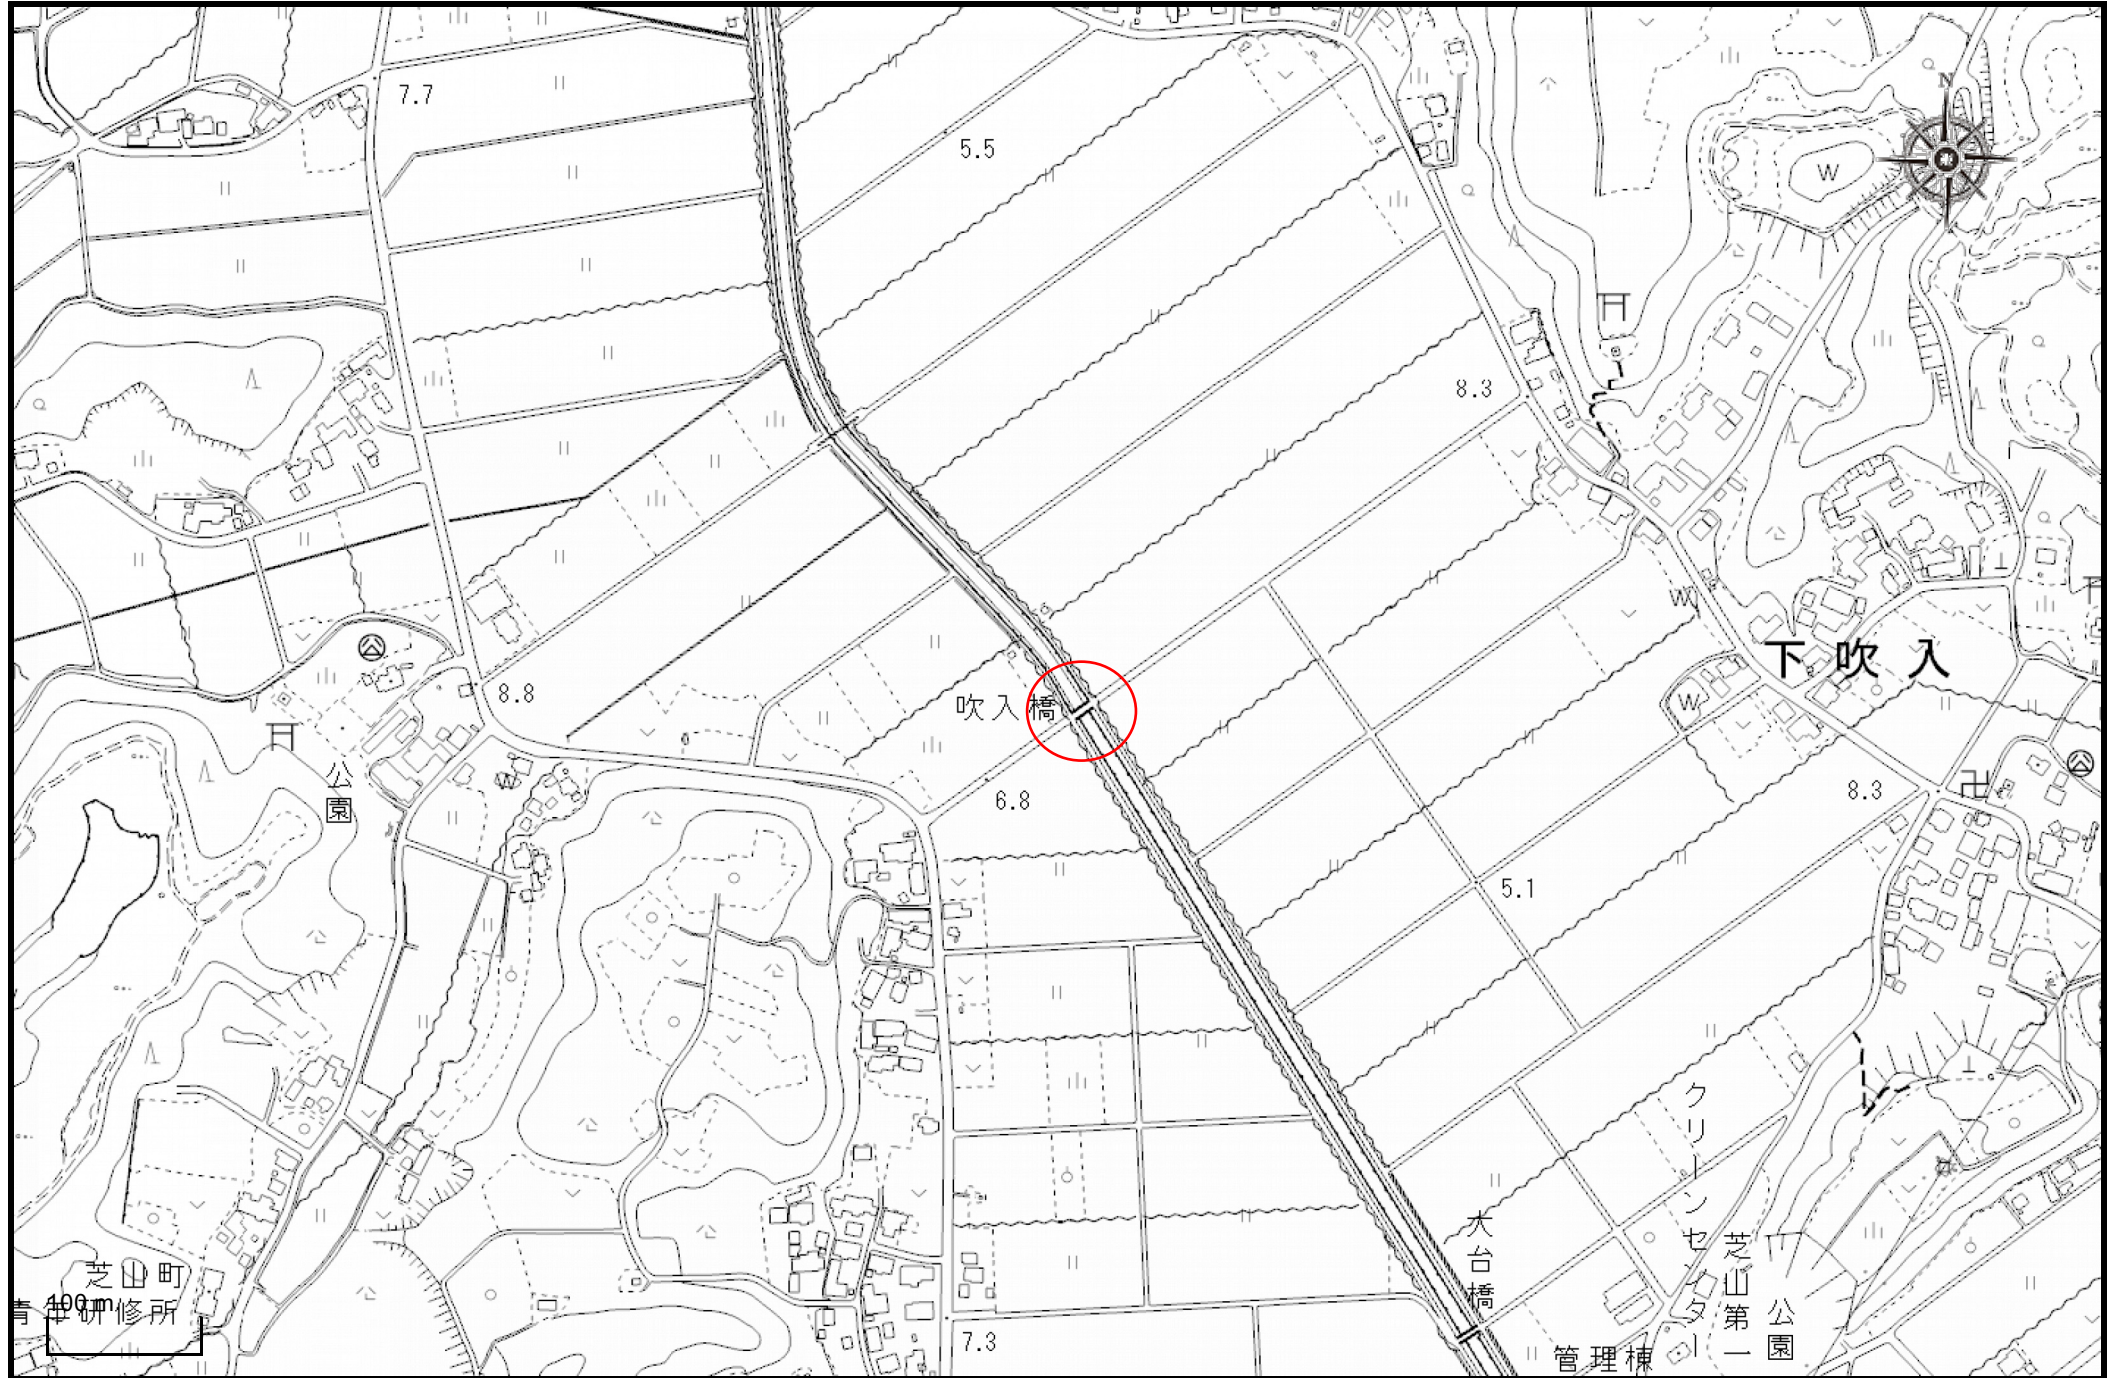 7.7
5.5
N
W
8.3
W
下吹入
8.8
吹入橋
W
公園
W
6.8
8.3
5.1
クリーンセンター
大台橋
芝山第一
公園
芝山町
青年研修所
100 m
7.3
管理棟